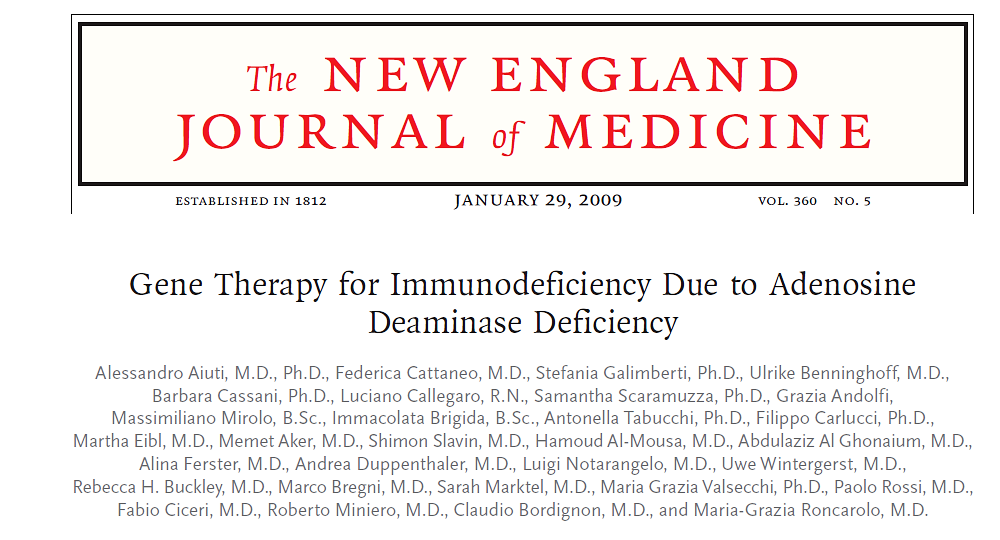 The NEW ENGLAND
JOURNAL of MEDICINE
ESTABLISHED IN 1812 JANUARY 29, 2009 VOL. 360 NO. 5
Gene Therapy for Immunodeficiency Due to Adenosine
Deaminase Deficiency
Alessandro Aiuti, M.D., Ph.D., Federica Cattaneo, M.D., Stefania Galimberti, Ph.D., Ulrike Benninghoff, M.D.,
Barbara Cassani, Ph.D., Luciano Callegaro, R.N., Samantha Scaramuzza, Ph.D., Grazia Andolfi,
Massimiliano Mirolo, B.Sc., Immacolata Brigida, B.Sc., Antonella Tabucchi, Ph.D., Filippo Carlucci, Ph.D.,
Martha Eibl, M.D., Memet Aker, M.D., Shimon Slavin, M.D., Hamoud Al-Mousa, M.D., Abdulaziz Al Ghonaium, M.D.,
Alina Ferster, M.D., Andrea Duppenthaler, M.D., Luigi Notarangelo, M.D., Uwe Wintergerst, M.D.,
Rebecca H. Buckley, M.D., Marco Bregni, M.D., Sarah Marktel, M.D., Maria Grazia Valsecchi, Ph.D., Paolo Rossi, M.D.,
Fabio Ciceri, M.D., Roberto Miniero, M.D., Claudio Bordignon, M.D., and Maria-Grazia Roncarolo, M.D.